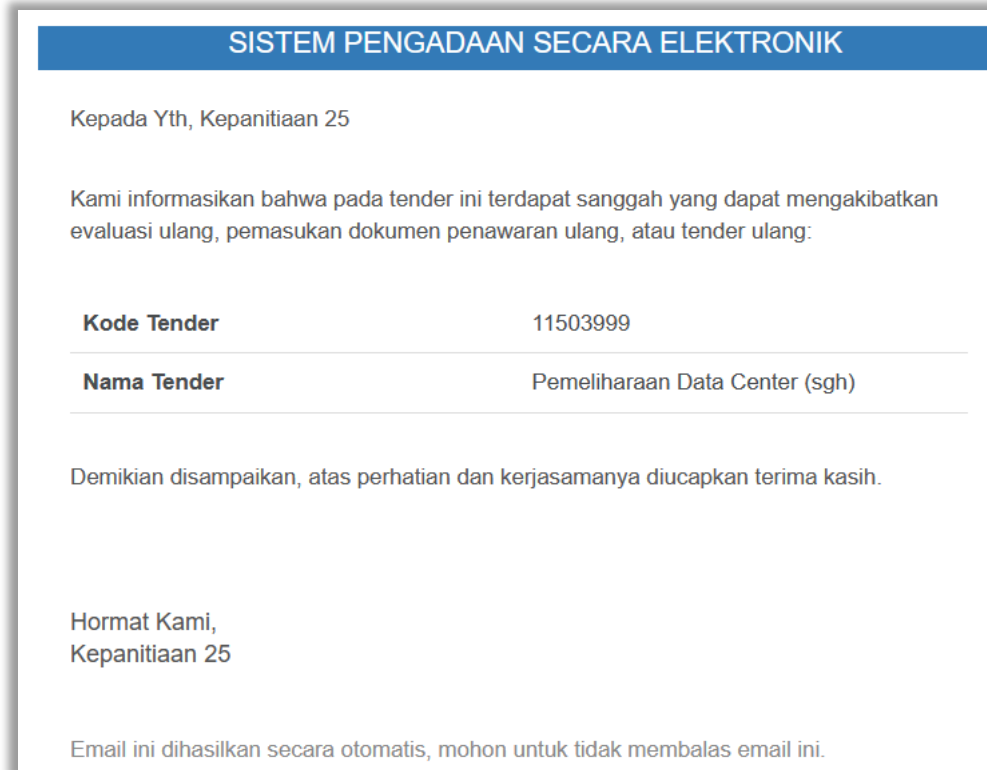 SISTEM PENGADAAN SECARA ELEKTRONIK
Kepada Yth, Kepanitiaan 25
Kami informasikan bahwa pada tender ini terdapat sanggah yang dapat mengakibatkan
evaluasi ulang, pemasukan dokumen penawaran ulang, atau tender ulang:
Kode Tender 11503999
Nama Tender Pemeliharaan Data Center (sgh)
Demikian disampaikan, atas perhatian dan kerjasamanya diucapkan terima kasih.
Hormat Kami,
Kepanitiaan 25
Email ini dihasilkan secara otomatis, mohon untuk tidak membalas email ini.